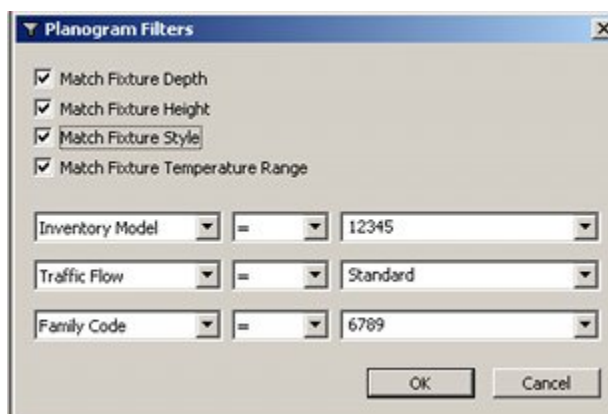 Planogram Filters
Match Fixture Depth
Match Fixture Height
Match Fixture Style
Match Fixture Temperature Range
Inventory Model = 12345
Traffic Flow = Standard
Family Code = 6789
OK Cancel